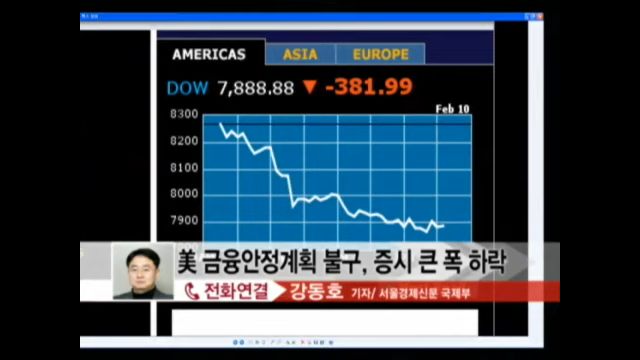 AMERICAS ASIA EUROPE
DOW 7,888.88 ▼ -381.99
Feb 10
8300
8200
8100
8000
7900
美 금융안정계획 불구, 증시 큰 폭 하락
전화연결 강동호 기자/ 서울경제신문 국제부